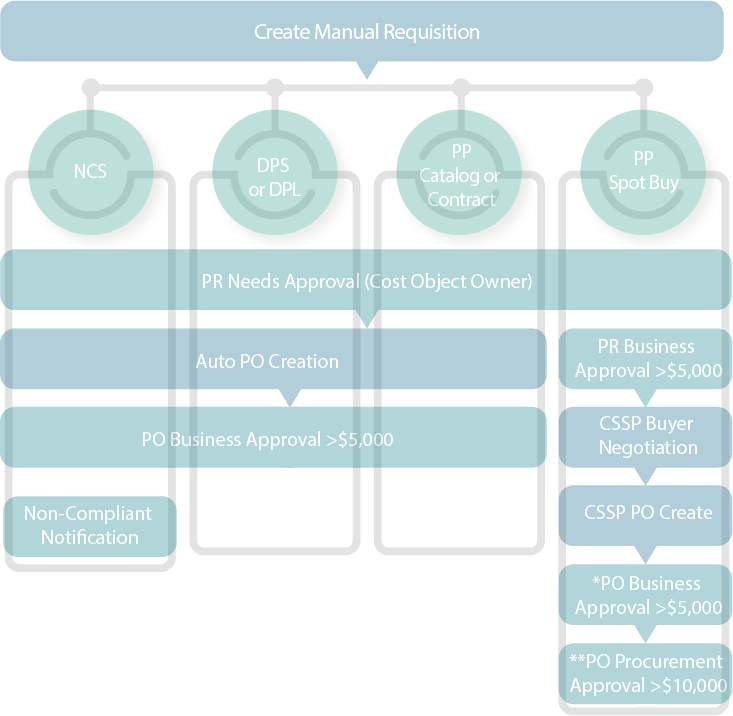 Create Manual Requisition
NCS
DPS
or DPL
PP
Catalog or
Contract
PP
Spot Buy
PR Needs Approval (Cost Object Owner)
Auto PO Creation
PO Business Approval >$5,000
Non-Compliant
Notification
PR Business
Approval >$5,000
CSSP Buyer
Negotiation
CSSP PO Create
*PO Business
Approval >$5,000
**PO Procurement
Approval >$10,000